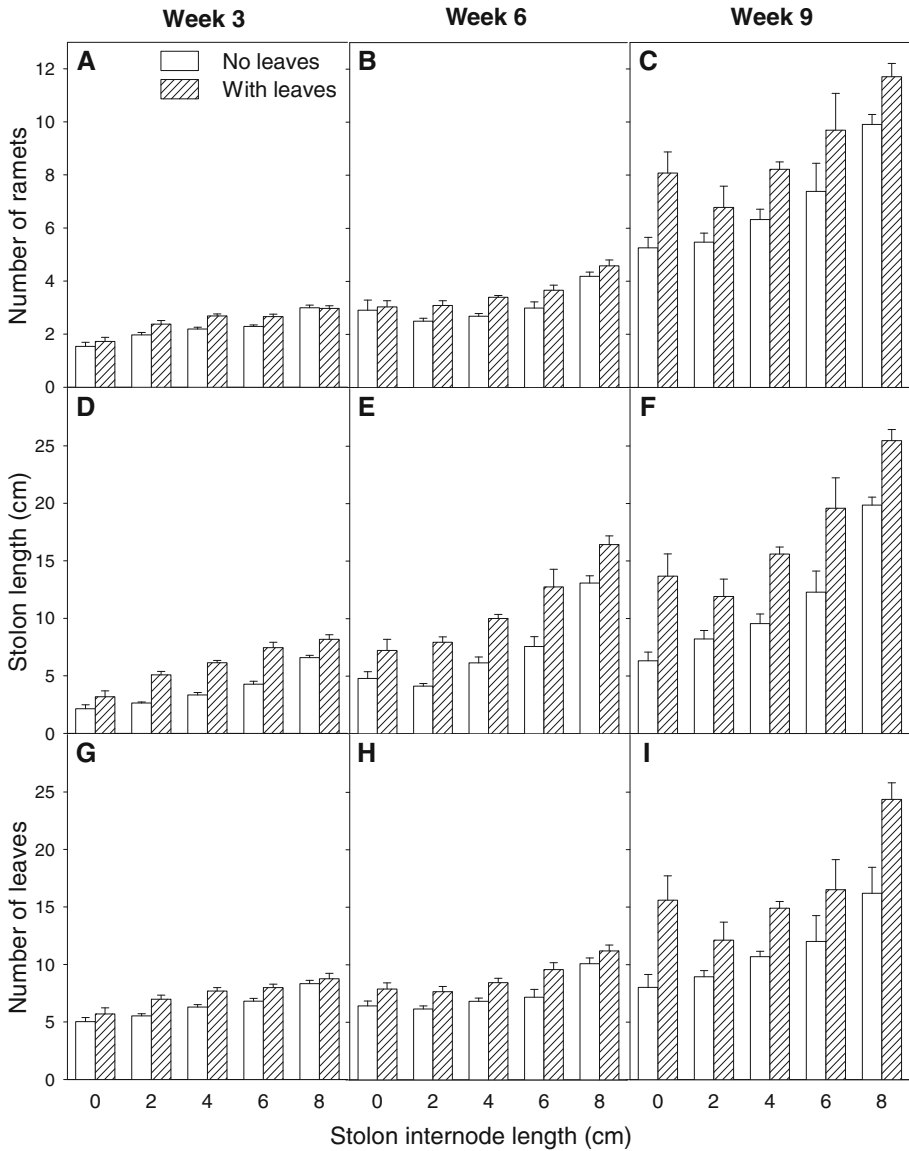 Week 3 Week 6 Week 9
A B C
No leaves
With leaves
Number of ramets
12
10
8
6
4
2
0
D E F
Stolon length (cm)
25
20
15
10
5
0
G H I
Number of leaves
25
20
15
10
5
0
0 2 4 6 8 0 2 4 6 8 0 2 4 6 8
Stolon internode length (cm)